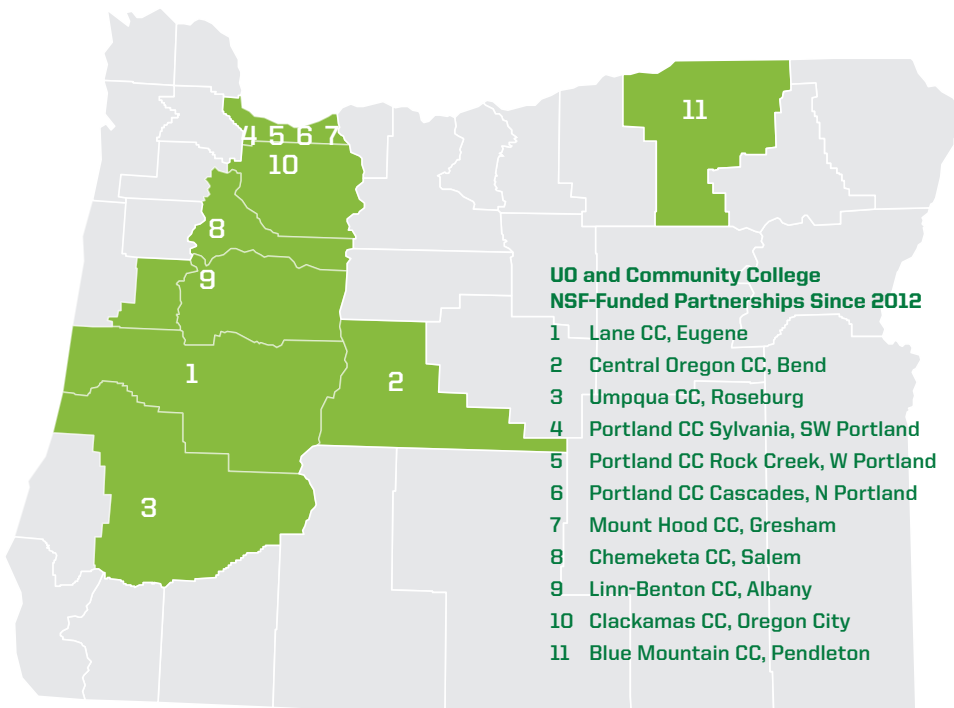 11
4 5 6 7
10
8
9
1
2
3
UO and Community College
NSF-Funded Partnerships Since 2012
1 Lane CC, Eugene
2 Central Oregon CC, Bend
3 Umpqua CC, Roseburg
4 Portland CC Sylvania, SW Portland
5 Portland CC Rock Creek, W Portland
6 Portland CC Cascades, N Portland
7 Mount Hood CC, Gresham
8 Chemeketa CC, Salem
9 Linn-Benton CC, Albany
10 Clackamas CC, Oregon City
11 Blue Mountain CC, Pendleton